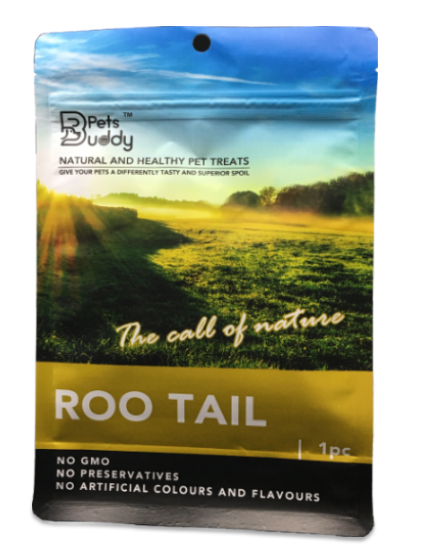 Pets
Buddy™
NATURAL AND HEALTHY PET TREATS
GIVE YOUR PETS A DIFFERENTLY TASTY AND SUPERIOR SPOIL
The call of nature
ROO TAIL
| 1pc
NO GMO
NO PRESERVATIVES
NO ARTIFICIAL COLOURS AND FLAVOURS